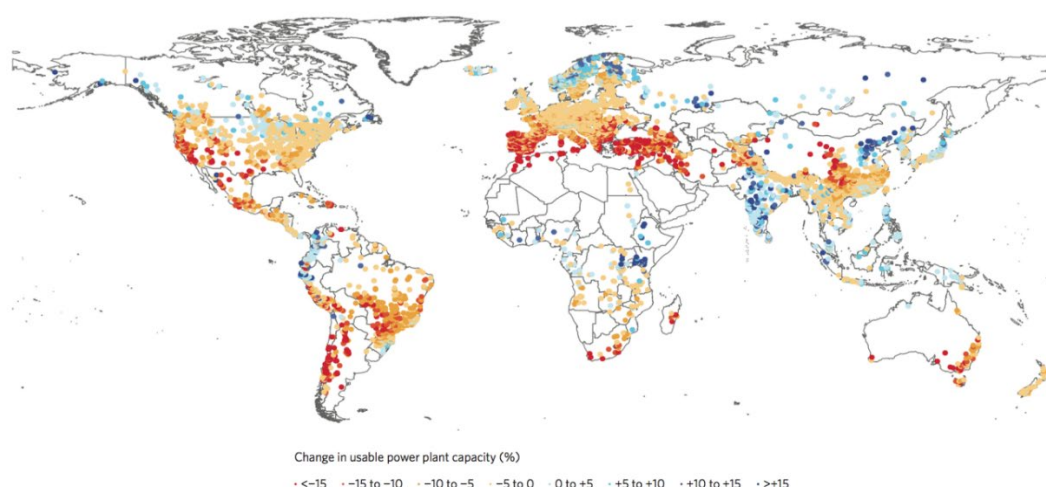 Change in usable power plant capacity (%)
<−15 −15 to −10 −10 to −5 −5 to 0 0 to +5 +5 to +10 +10 to +15 >+15